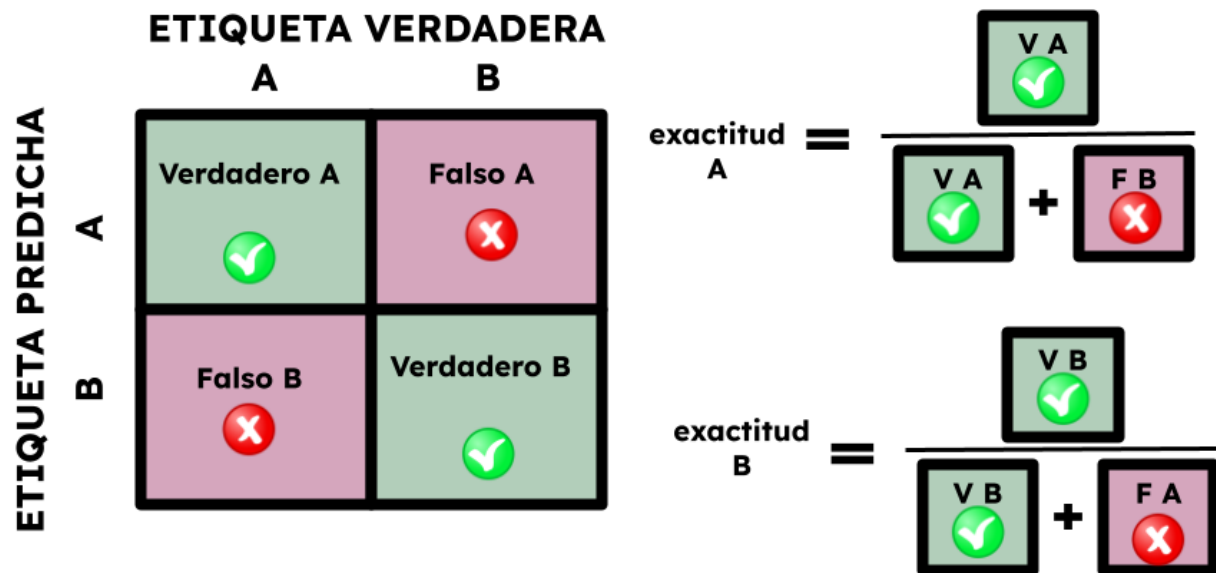 ETIQUETA VERDADERA
A B
ETIQUETA PREDICHA
A
B
Verdadero A
Falso A
Falso B
Verdadero B
exactitud
A
=
V A
V A + F B
exactitud
B
=
V B
V B + F A